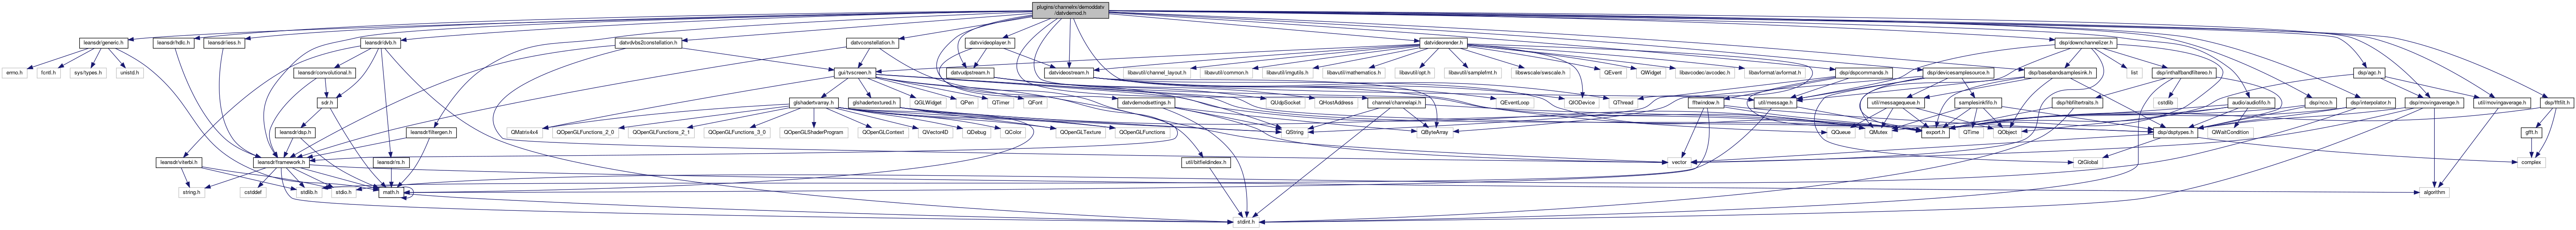 plugins/channelrx/demoddatv
/datvdemod.h
leansdr/generic.h
leansdr/hdlc.h
leansdr/iess.h
leansdr/dvb.h
datvdvbs2constellation.h
datvconstellation.h
datvvideoplayer.h
datvideorender.h
dsp/downchannelizer.h
errno.h
fcntl.h
sys/types.h
unistd.h
leansdr/convolutional.h
gui/tvscreen.h
datvudpstream.h
datvideostream.h
libavutil/channel_layout.h
libavutil/common.h
libavutil/imgutils.h
libavutil/mathematics.h
libavutil/opt.h
libavutil/samplefmt.h
libswscale/swscale.h
QEvent
QWidget
libavcodec/avcodec.h
libavformat/avformat.h
dsp/dspcommands.h
dsp/devicesamplesource.h
dsp/basebandsamplesink.h
list
dsp/inthalfbandfiltereo.h
dsp/agc.h
sdr.h
glshadertvarray.h
glshadertextured.h
QGLWidget
QPen
QTimer
QFont
datvdemodsettings.h
QUdpSocket
QHostAddress
channel/channelapi.h
QEventLoop
QIODevice
QThread
fftwindow.h
util/message.h
util/messagequeue.h
samplesinkfifo.h
dsp/hbfiltertraits.h
cstdlib
audio/audiofifo.h
dsp/nco.h
dsp/interpolator.h
dsp/movingaverage.h
util/movingaverage.h
dsp/fftfilt.h
leansdr/dsp.h
leansdr/filtergen.h
QMatrix4x4
QOpenGLFunctions_2_0
QOpenGLFunctions_2_1
QOpenGLFunctions_3_0
QOpenGLShaderProgram
QOpenGLContext
QVector4D
QDebug
QColor
QOpenGLTexture
QOpenGLFunctions
QString
QByteArray
QQueue
QMutex
export.h
QTime
QObject
dsp/dsptypes.h
QWaitCondition
gfft.h
leansdr/viterbi.h
leansdr/framework.h
leansdr/rs.h
util/bitfieldindex.h
vector
QtGlobal
complex
string.h
cstddef
stdlib.h
stdio.h
math.h
algorithm
stdint.h